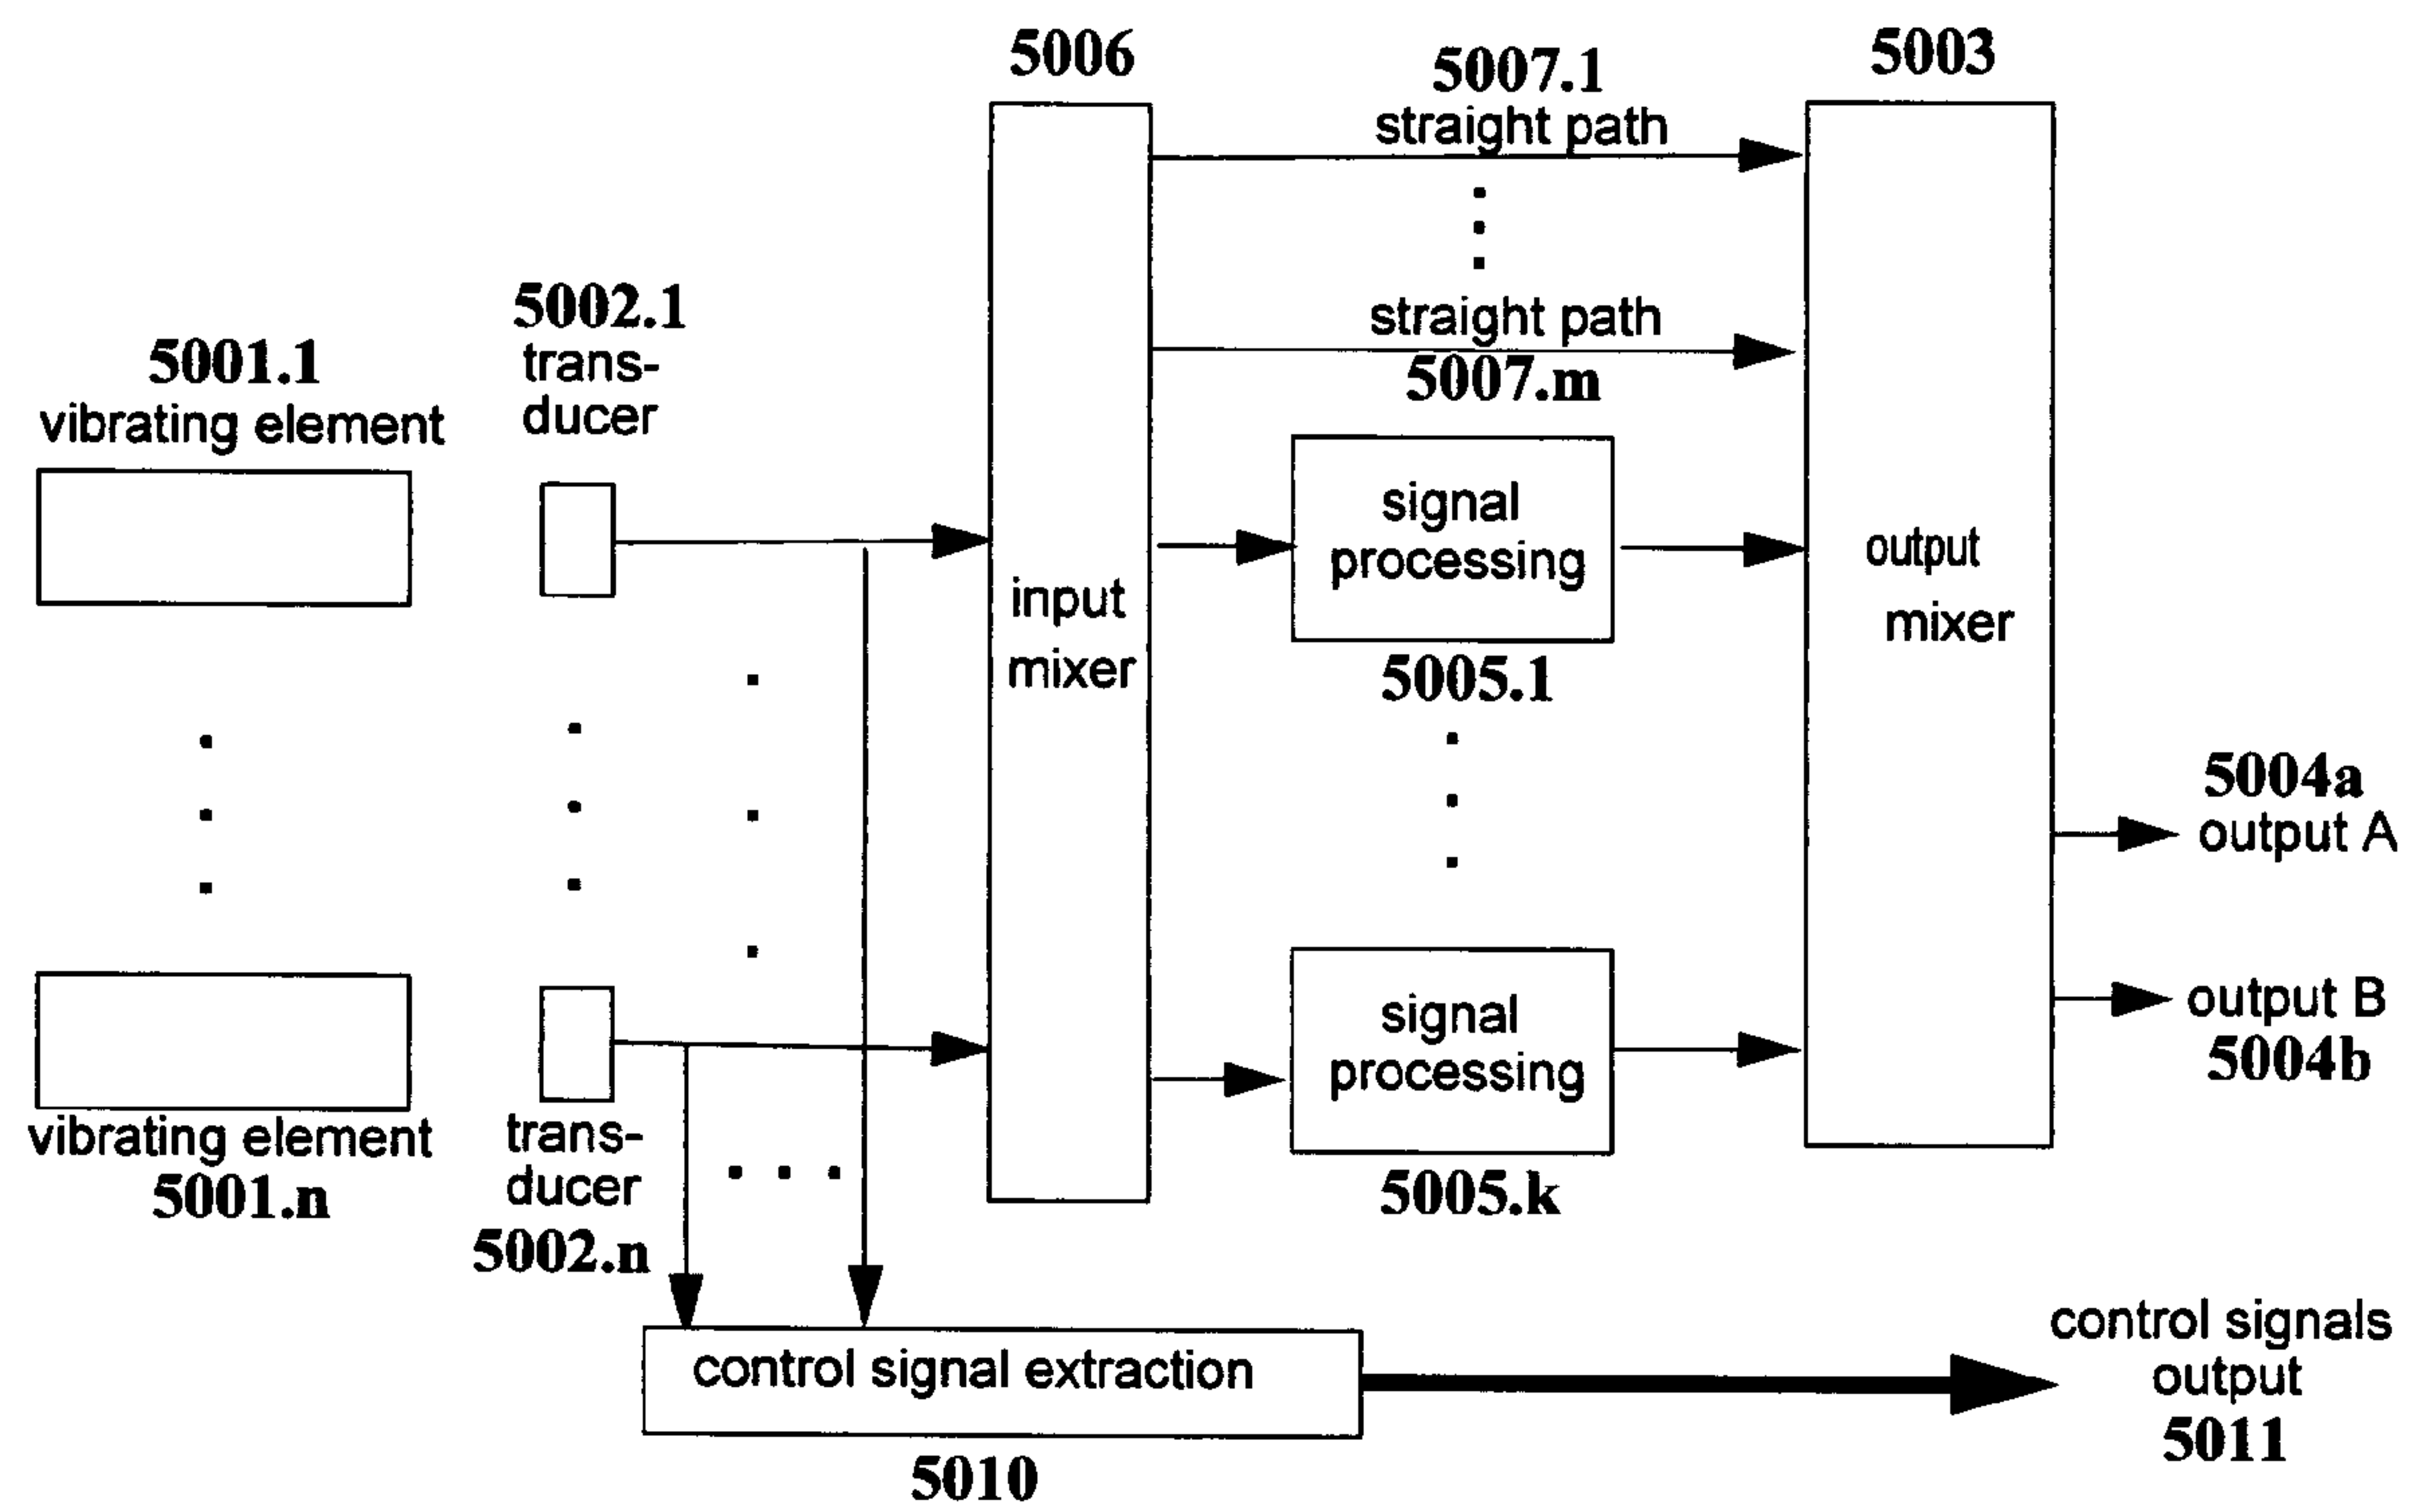 5006
5007.1
straight path
5003
5002.1
trans-
ducer
straight path
5007.m
5001.1
vibrating element
signal
processing
5005.1
input
mixer
output
mixer
5004a
output A
output B
5004b
signal
processing
5005.k
vibrating element
5001.n
trans-
ducer
5002.n
control signal extraction
5010
control signals
output
5011